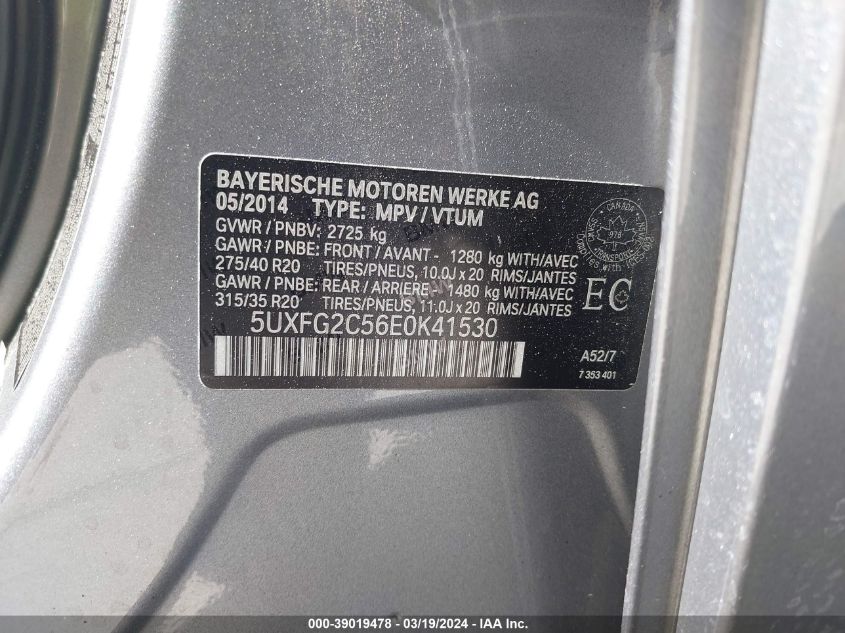 BAYERISCHE MOTOREN WERKE AG
05/2014 TYPE: MPV / VTUM
GVWR / PNBV: 2725 kg
GAWR / PNBE: FRONT / AVANT - 1280 kg WITH/AVEC
275/40 R20 TIRES/PNEUS, 10.0J x 20 RIMS/JANTES
GAWR / PNBE: REAR / ARRIERE - 1480 kg WITH/AVEC
315/35 R20 TIRES/PNEUS, 11.0J x 20 RIMS/JANTES
5UXFG2C56E0K41530
CANADA
978
TRANSPORT
EC
A52/7
7 353 401
000-39019478 - 03/19/2024 - IAA Inc.